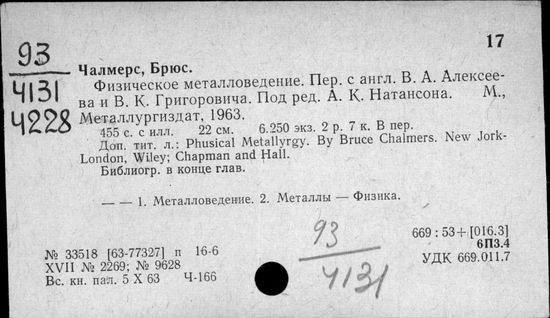 93
4131
4228
17
Чалмерс, Брюс.
Физическое металловедение. Пер. с англ. В. А. Алексее-
ва и В. К. Григоровича. Под ред. А. К. Натансона. М.,
Металлургиздат, 1963.
455 с. с илл. 22 см. 6.250 экз. 2 р. 7 к. В пер.
Доп. тит. л.: Phusical Metallyrgy. By Bruce Chalmers. New Jork-
London, Wiley; Chapman and Hall.
Библиогр. в конце глав.
— — 1. Металловедение. 2. Металлы — Физика.
669 : 53+[016.3]
6П3.4
УДК 669.011.7
93
4131
№ 33518 [63-77327] п 16-6
XVII № 2269; № 9628
Вс. кн. пал. 5 X 63 Ч-166